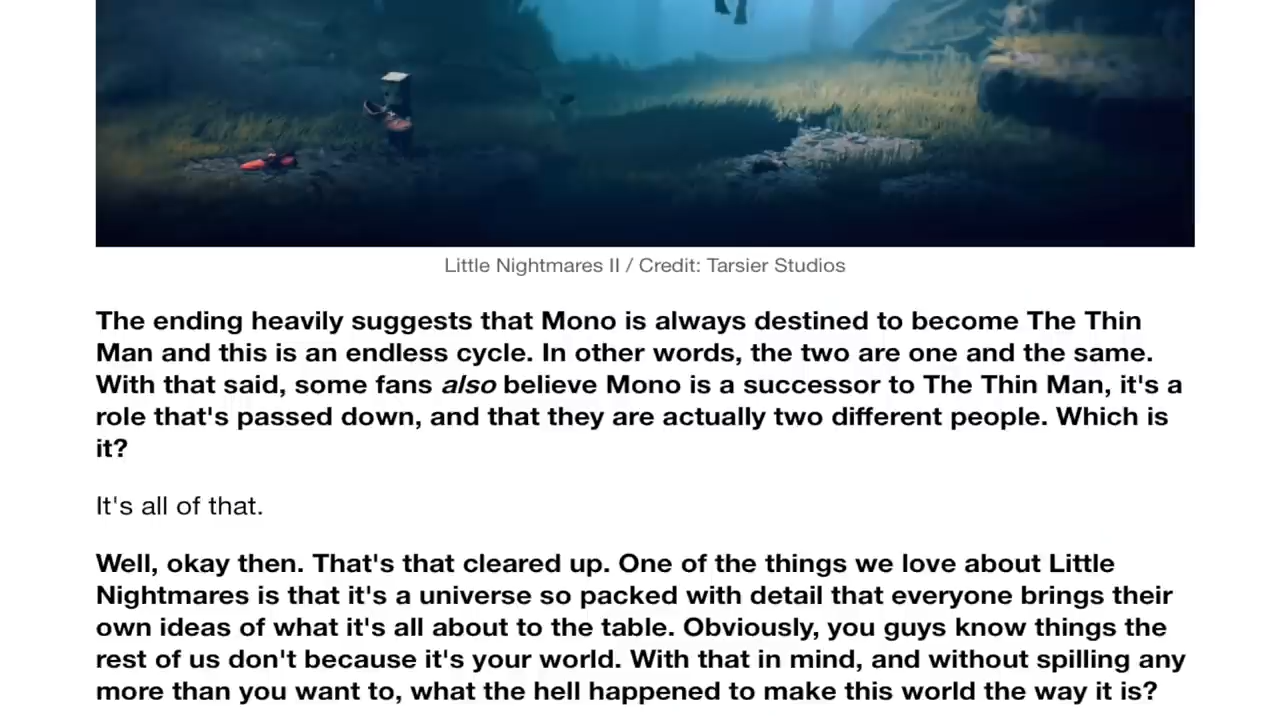 Little Nightmares II / Credit: Tarsier Studios
The ending heavily suggests that Mono is always destined to become The Thin
Man and this is an endless cycle. In other words, the two are one and the same.
With that said, some fans also believe Mono is a successor to The Thin Man, it's a
role that's passed down, and that they are actually two different people. Which is
it?
It's all of that.
Well, okay then. That's that cleared up. One of the things we love about Little
Nightmares is that it's a universe so packed with detail that everyone brings their
own ideas of what it's all about to the table. Obviously, you guys know things the
rest of us don't because it's your world. With that in mind, and without spilling any
more than you want to, what the hell happened to make this world the way it is?